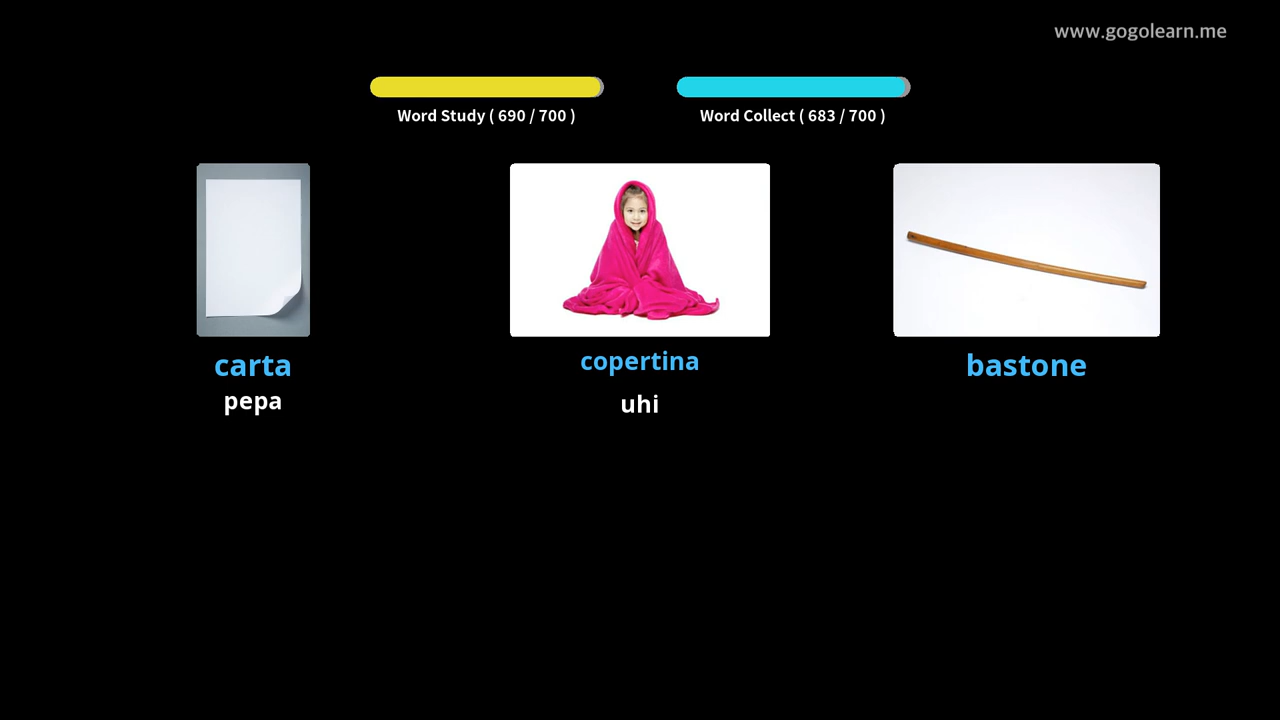 www.gogolearn.me
Word Study ( 690 / 700 )
Word Collect ( 683 / 700 )
carta
pepa
copertina
uhi
bastone